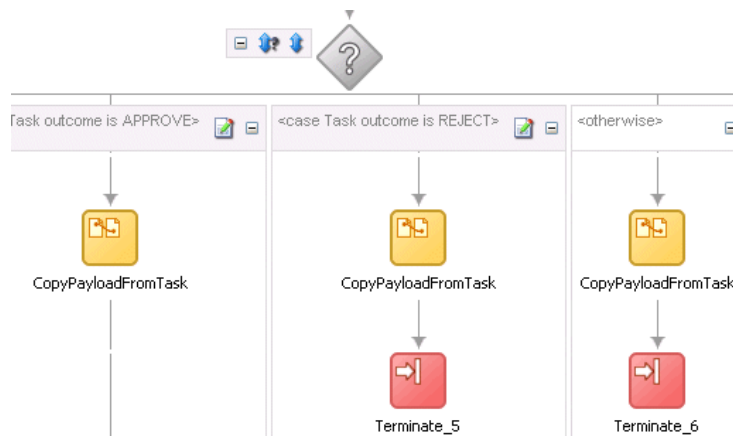 Task outcome is APPROVE>
<case Task outcome is REJECT>
<otherwise>
CopyPayloadFromTask
CopyPayloadFromTask
CopyPayloadFromTask
Terminate_5
Terminate_6